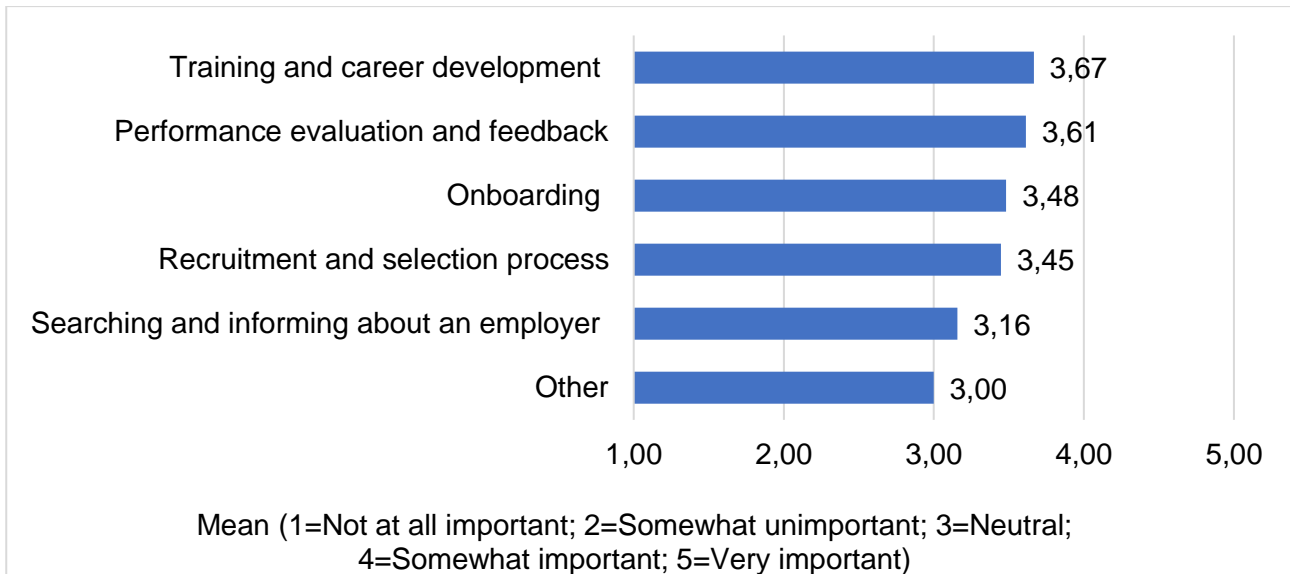 Training and career development 3,67
Performance evaluation and feedback 3,61
Onboarding 3,48
Recruitment and selection process 3,45
Searching and informing about an employer 3,16
Other 3,00
1,00 2,00 3,00 4,00 5,00
Mean (1=Not at all important; 2=Somewhat unimportant; 3=Neutral;
4=Somewhat important; 5=Very important)